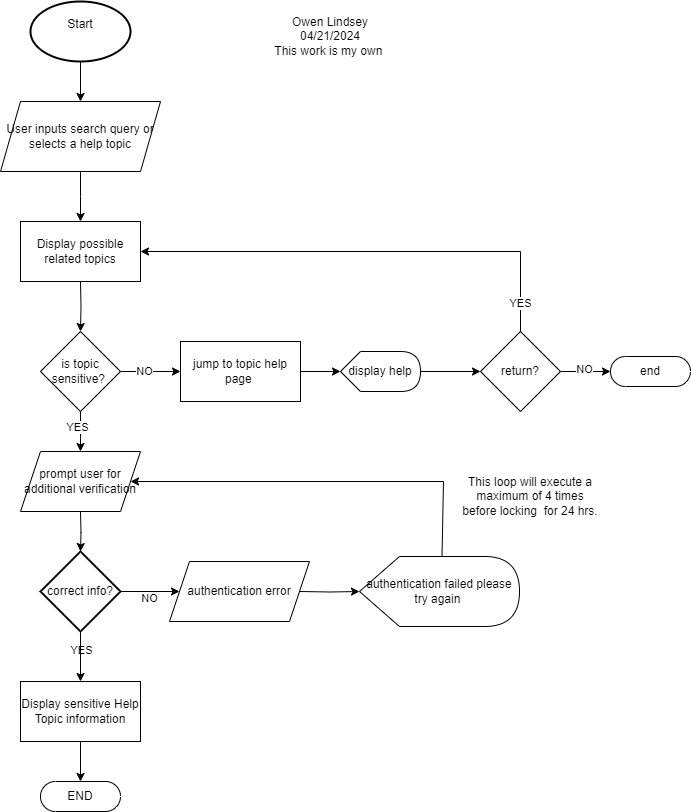 Start
Owen Lindsey
04/21/2024
This work is my own
User inputs search query or
selects a help topic
Display possible
related topics
YES
is topic
sensitive?
NO
jump to topic help
page
display help
return?
NO
end
YES
prompt user for
additional verification
This loop will execute a
maximum of 4 times
before locking  for 24 hrs.
correct info?
NO
authentication error
authentication failed please
try again
YES
Display sensitive Help
Topic information
END